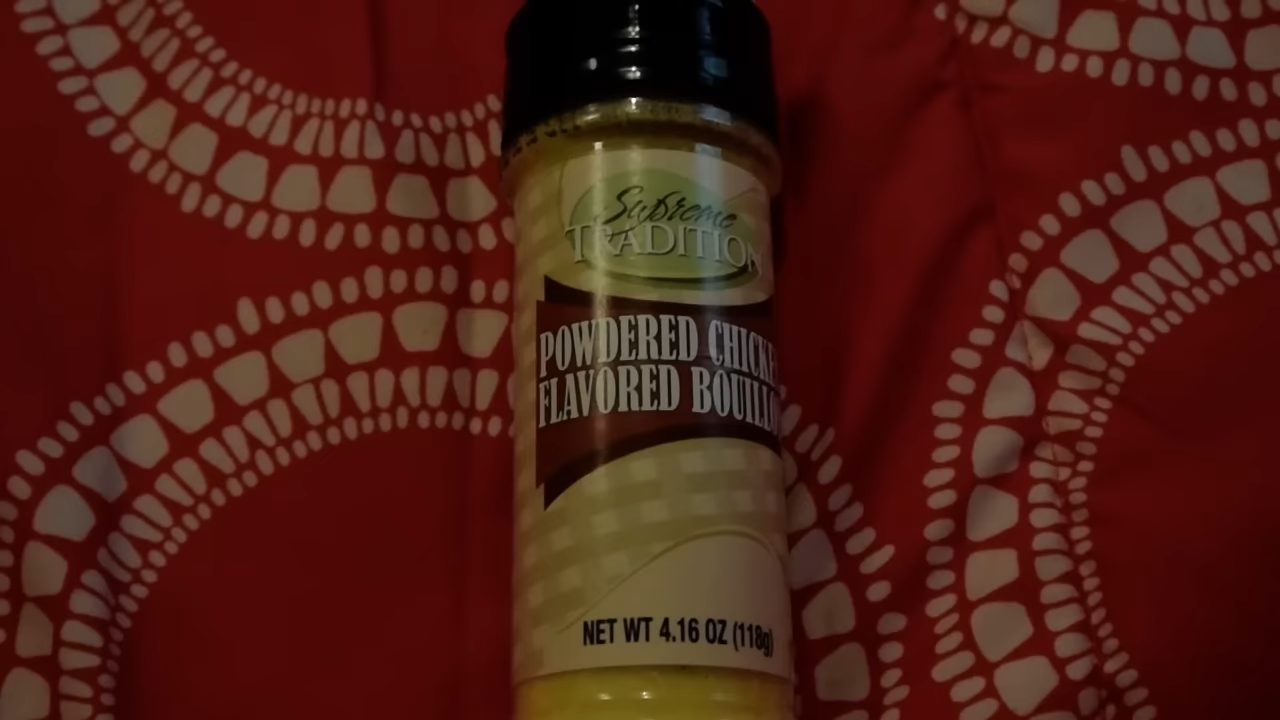 Supreme
TRADITION
POWDERED CHICKE
FLAVORED BOUILLO
NET WT 4.16 OZ (118g)